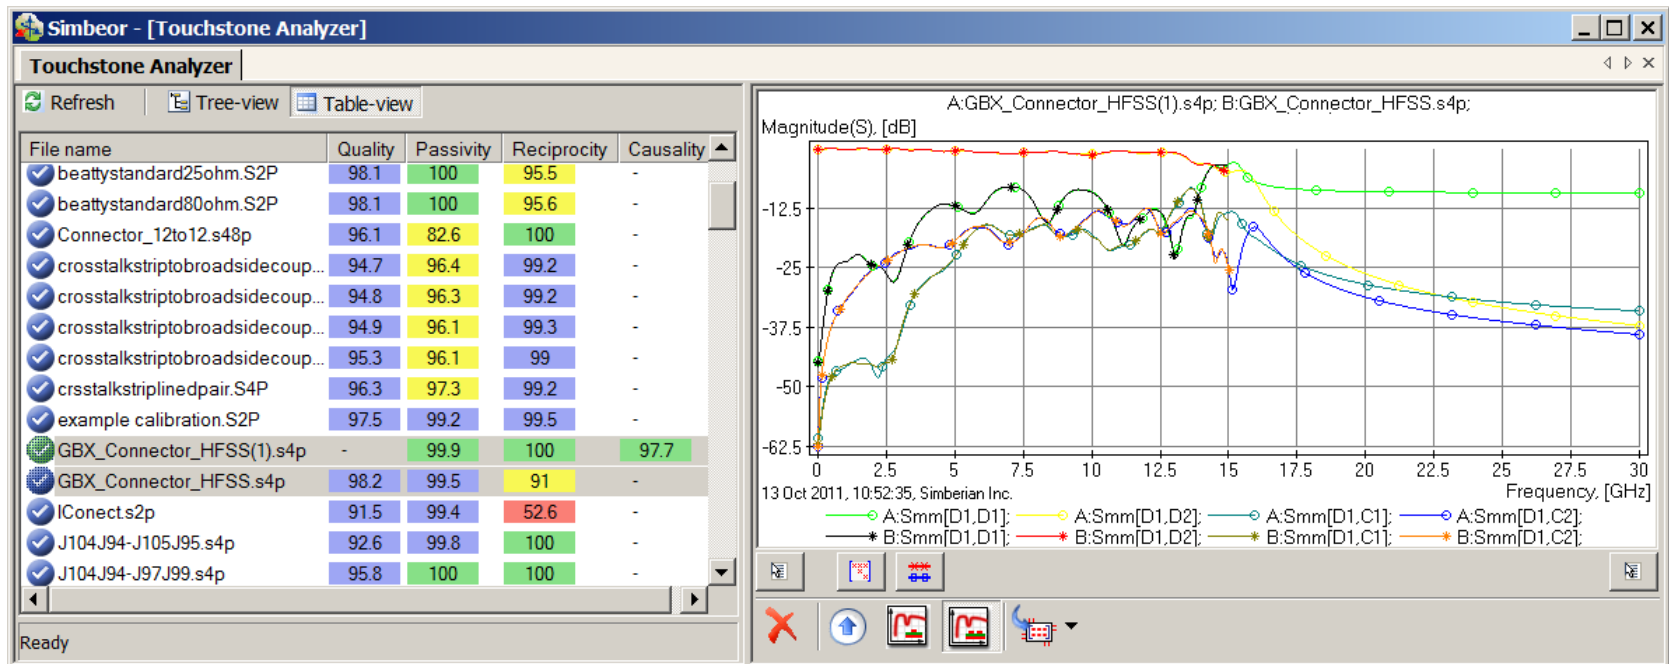 Simbeor - [Touchstone Analyzer]
Touchstone Analyzer
Refresh Tree-view Table-view
File name Quality Passivity Reciprocity Causality
beattystandard25ohm.S2P 98.1 100 95.5 -
beattystandard80ohm.S2P 98.1 100 95.6 -
Connector_12to12.s48p 96.1 82.6 100 -
crosstalkstriptobroadsidecoup... 94.7 96.4 99.2 -
crosstalkstriptobroadsidecoup... 94.8 96.3 99.2 -
crosstalkstriptobroadsidecoup... 94.9 96.1 99.3 -
crosstalkstriptobroadsidecoup... 95.3 96.1 99 -
crsstalkstriplinedpair.S4P 96.3 97.3 99.2 -
example calibration.S2P 97.5 99.2 99.5 -
GBX_Connector_HFSS(1).s4p - 99.9 100 97.7
GBX_Connector_HFSS.s4p 98.2 99.5 91 -
IConect.s2p 91.5 99.4 52.6 -
J104J94-J105J95.s4p 92.6 99.8 100 -
J104J94-J97J99.s4p 95.8 100 100 -
Ready
A:GBX_Connector_HFSS(1).s4p; B:GBX_Connector_HFSS.s4p;
Magnitude(S), [dB]
-12.5
-25
-37.5
-50
-62.5
0 2.5 5 7.5 10 12.5 15 17.5 20 22.5 25 27.5 30
13 Oct 2011, 10:52:35, Simberian Inc. Frequency, [GHz]
A:Smm[D1,D1]; A:Smm[D1,D2]; A:Smm[D1,C1]; A:Smm[D1,C2];
B:Smm[D1,D1]; B:Smm[D1,D2]; B:Smm[D1,C1]; B:Smm[D1,C2];